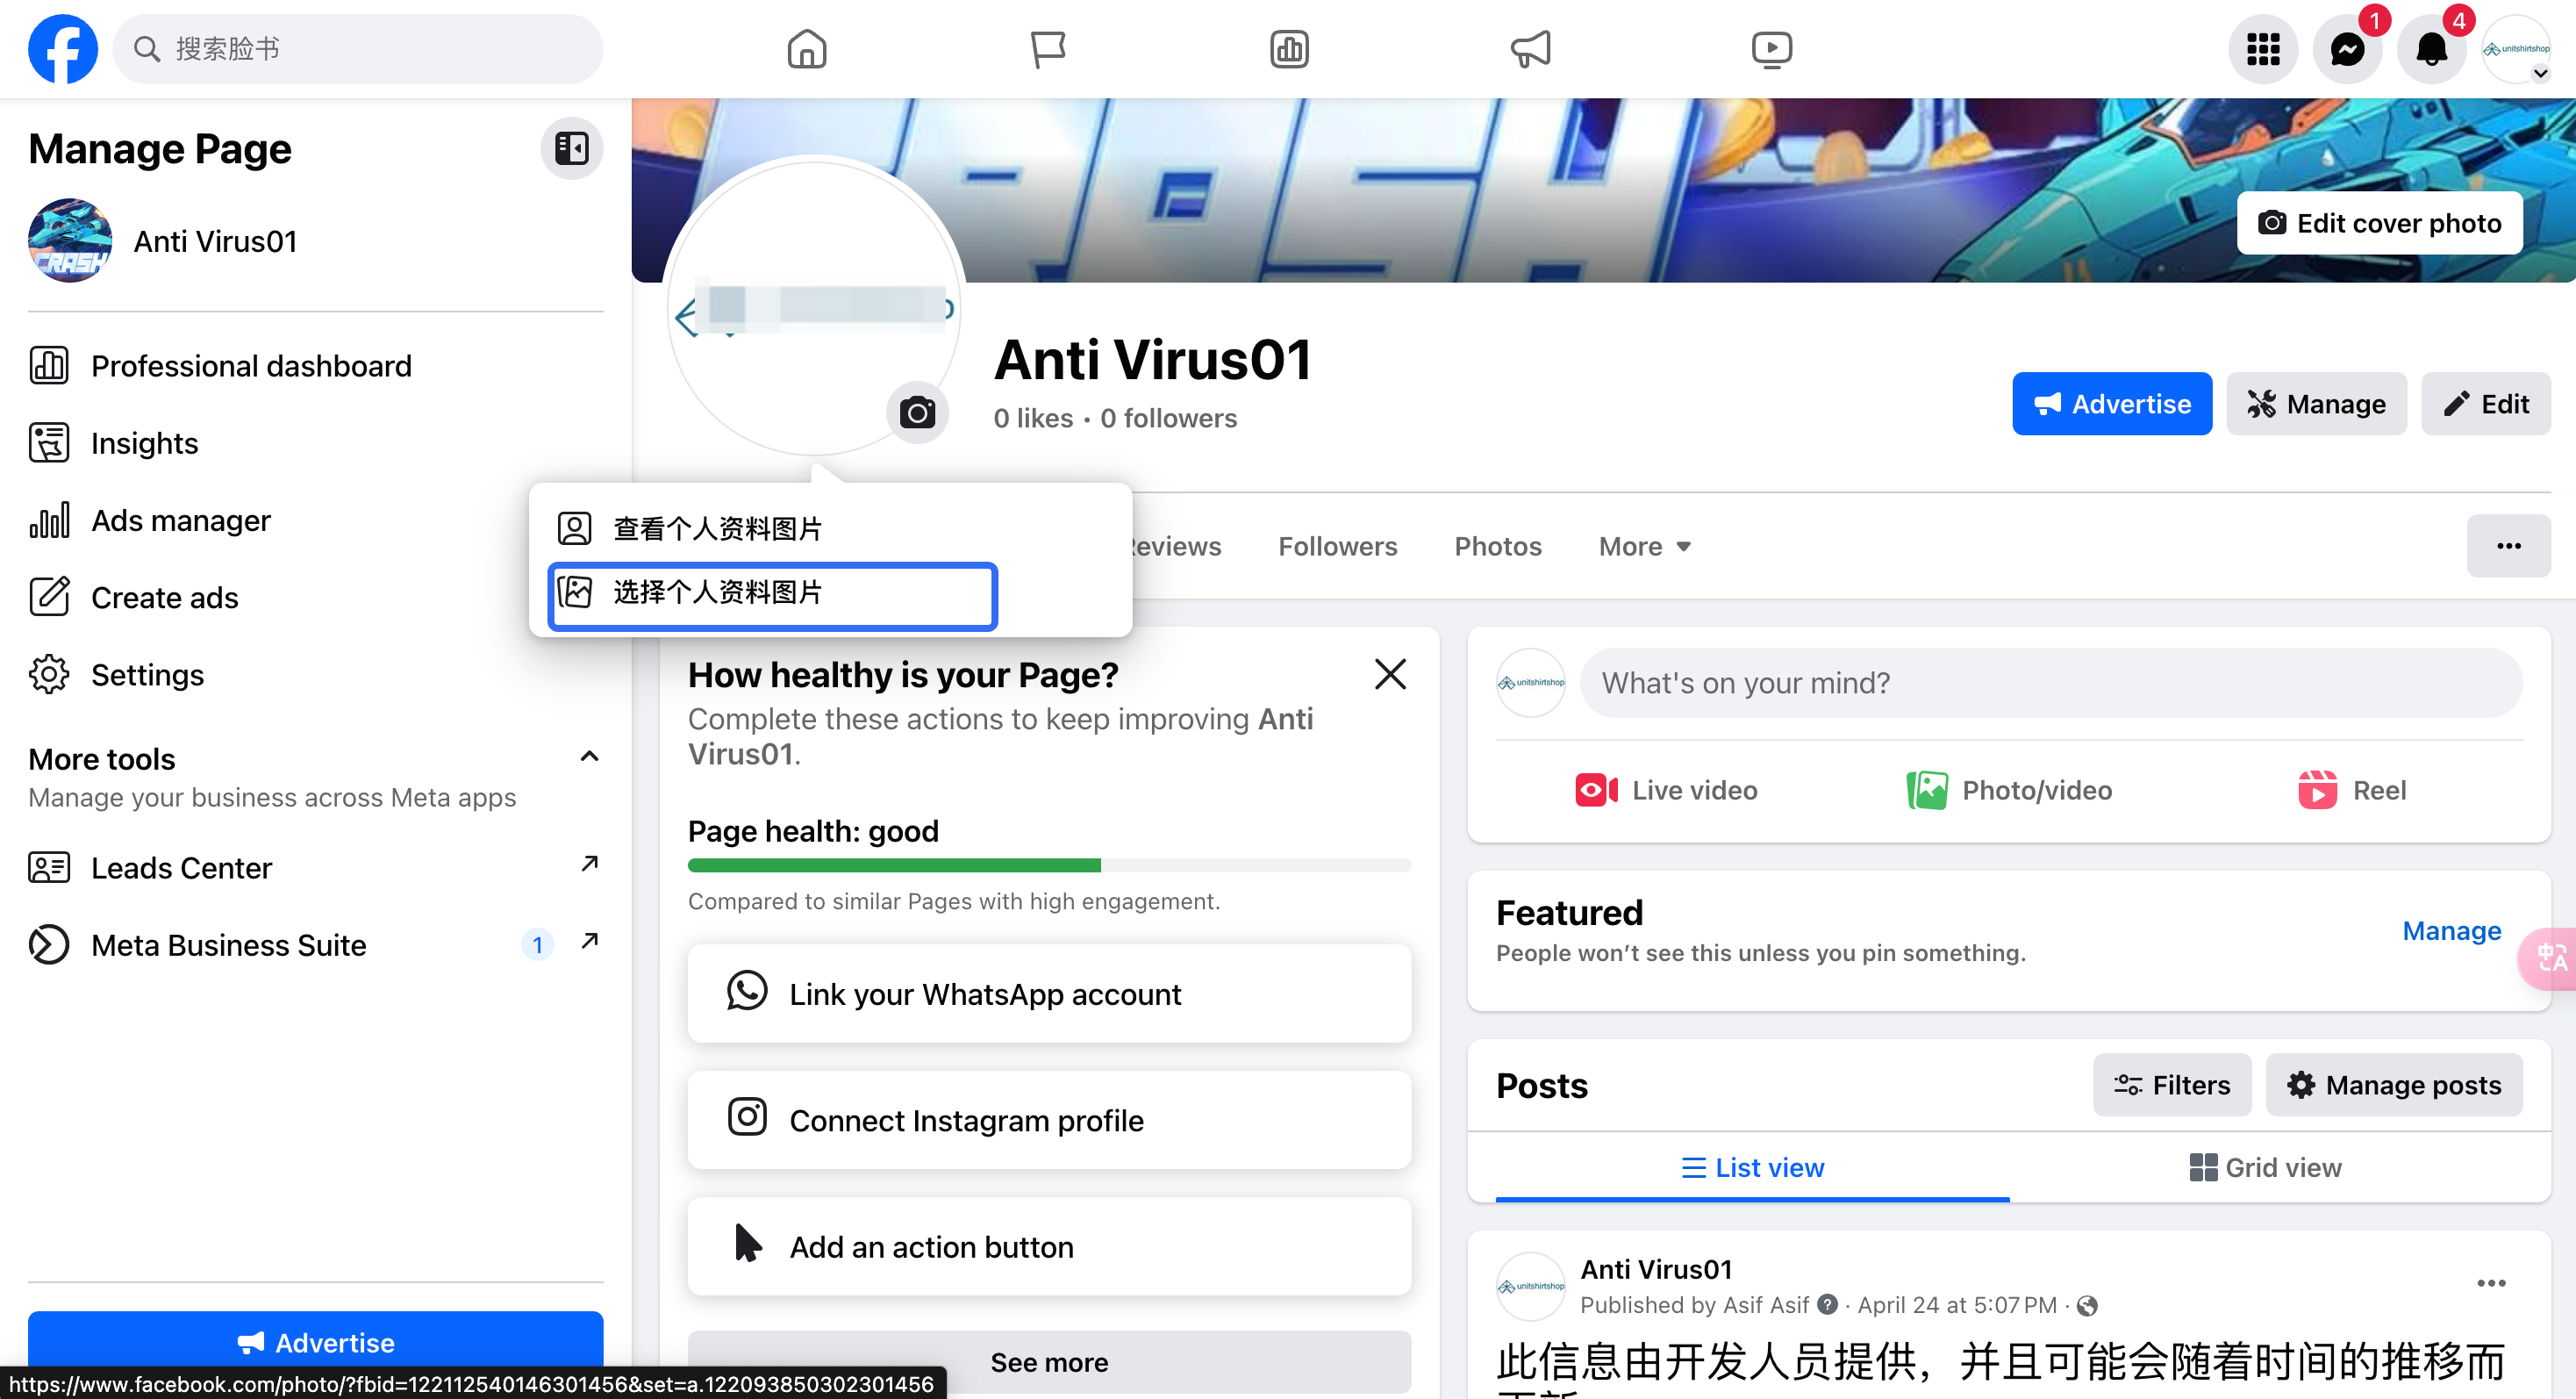 搜索脸书
1
4
unitshirtshop
Manage Page
Anti Virus01
CRASH
Professional dashboard
Insights
Ads manager
Create ads
Settings
More tools
Manage your business across Meta apps
Leads Center
Meta Business Suite
1
Advertise
https://www.facebook.com/photo/?fbid=122112540146301456&set=a.122093850302301456
Edit cover photo
Anti Virus01
0 likes • 0 followers
Advertise
Manage
Edit
查看个人资料图片
选择个人资料图片
Followers
Photos
More
How healthy is your Page?
Complete these actions to keep improving Anti
Virus01.
Page health: good
Compared to similar Pages with high engagement.
Link your WhatsApp account
Connect Instagram profile
Add an action button
See more
unitshirtshop
What's on your mind?
Live video
Photo/video
Reel
Featured
People won't see this unless you pin something.
Manage
中A
Posts
Filters
Manage posts
List view
Grid view
unitshirtshop
Anti Virus01
Published by Asif Asif · April 24 at 5:07 PM ·
此信息由开发人员提供，并且可能会随着时间的推移而